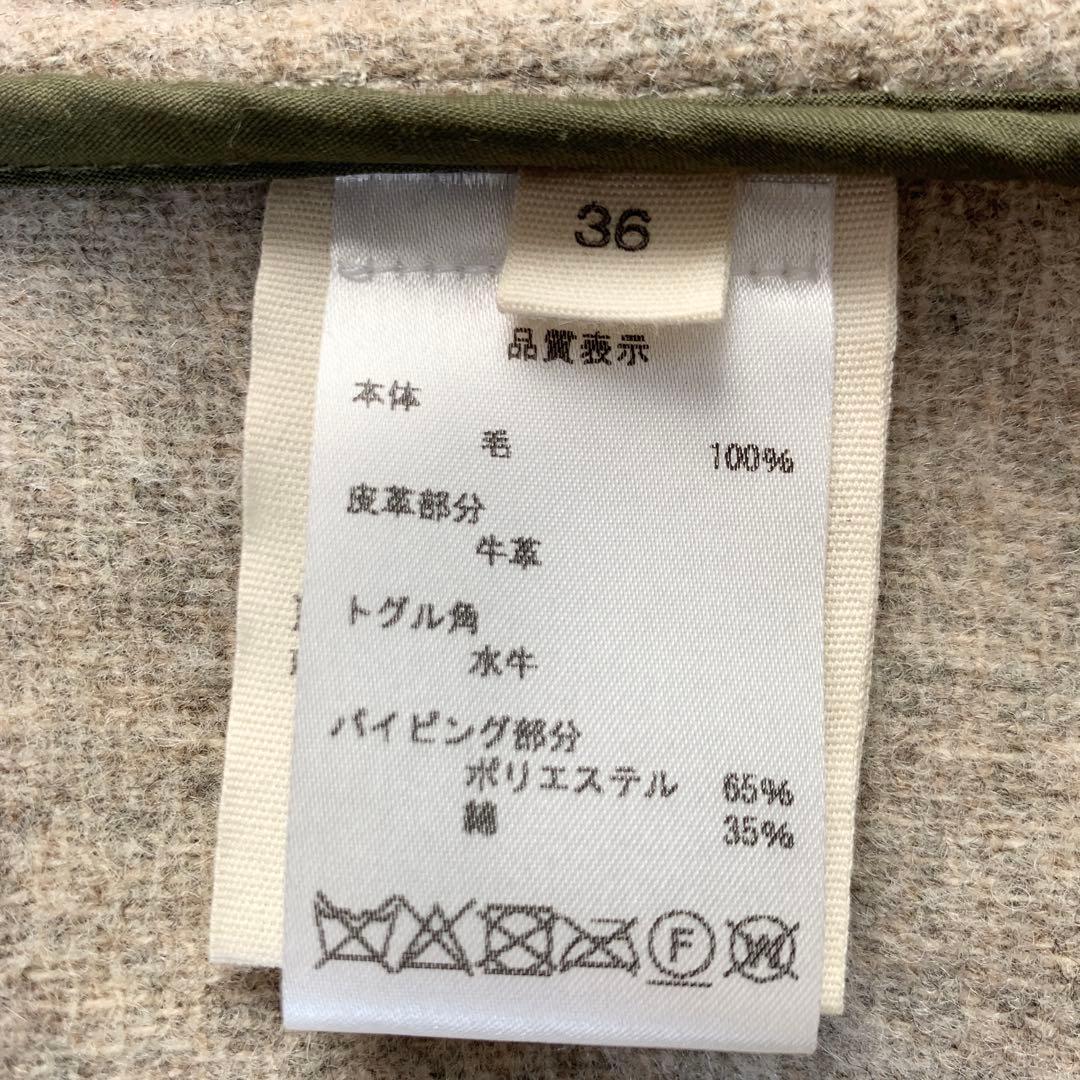 36
品質表示
本体
毛 100%
皮革部分
牛革
トグル角
水牛
パイピング部分
ポリエステル 65%
綿 35%
F W